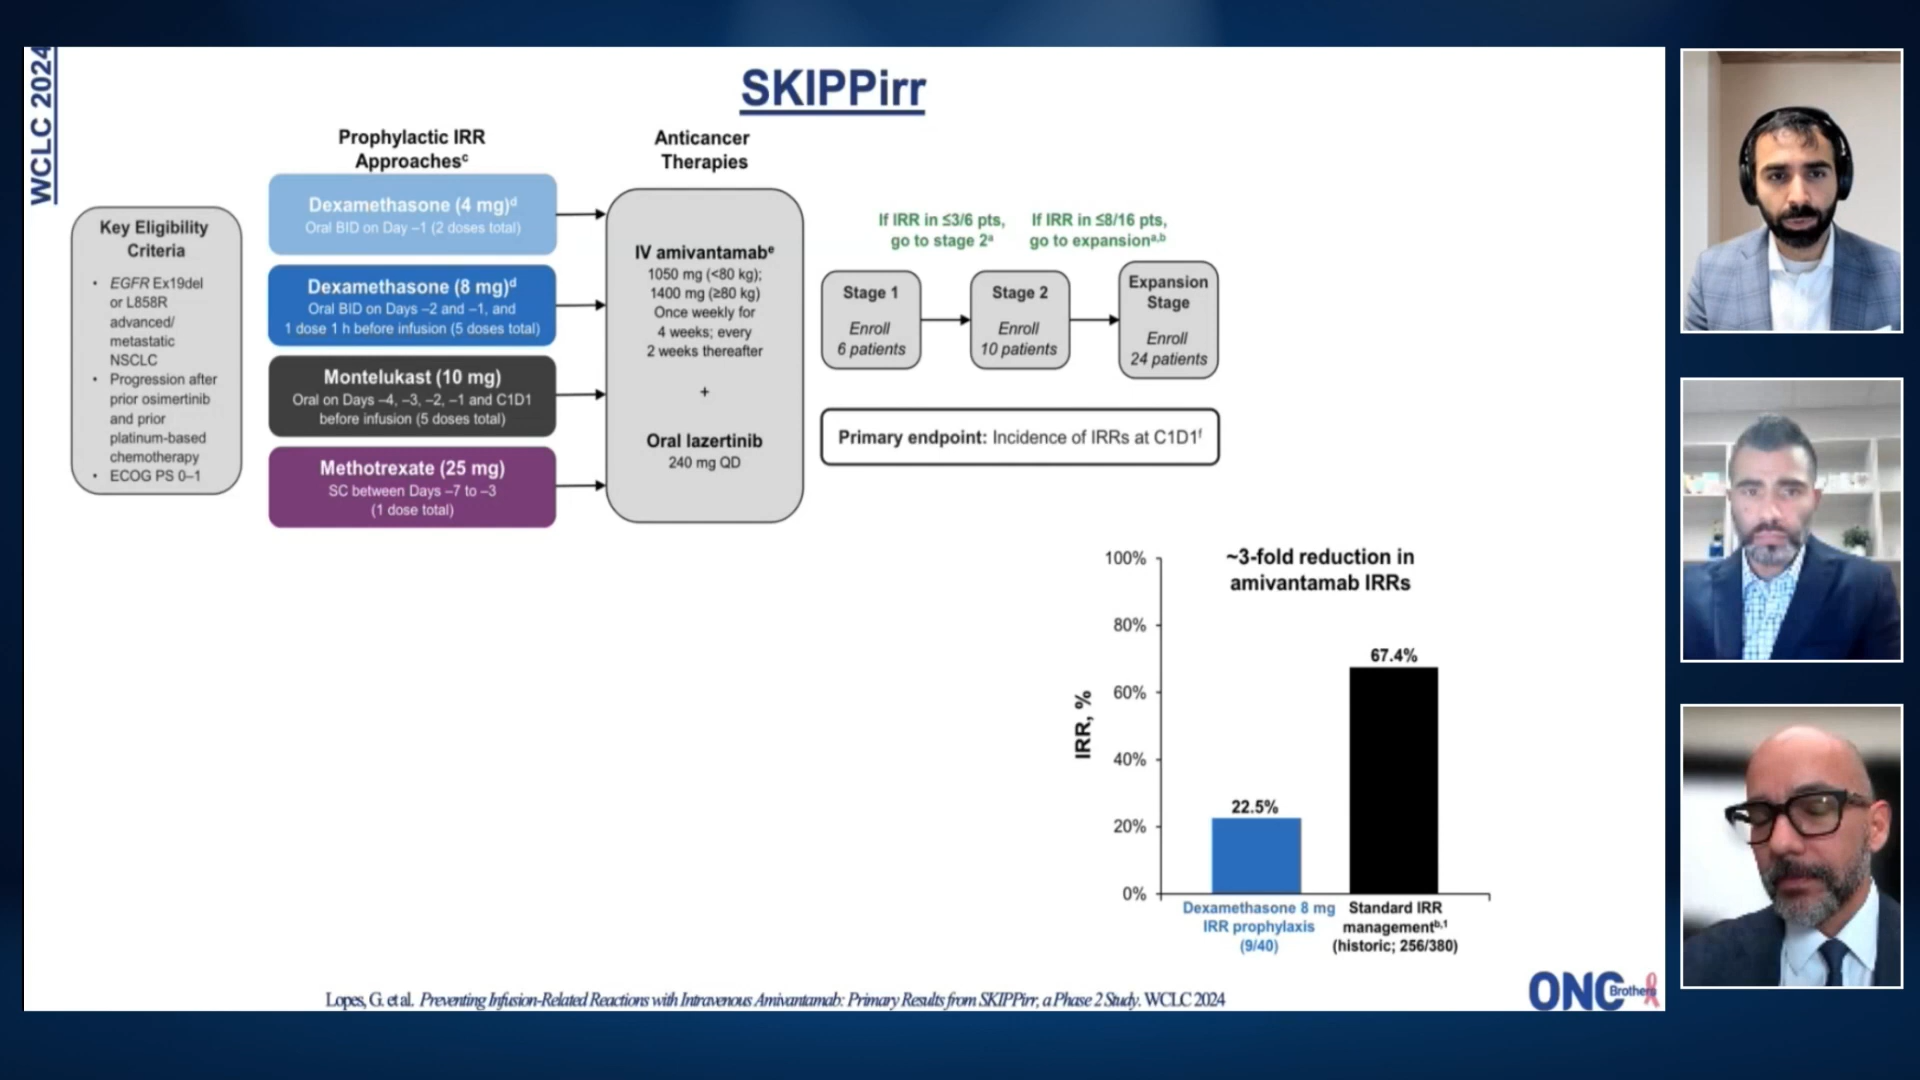 WCLC 2024
SKIPPirr
Key Eligibility
Criteria
• EGFR Ex19del
or L858R
advanced/
metastatic
NSCLC
• Progression after
prior osimertinib
and prior
platinum-based
chemotherapy
• ECOG PS 0–1
Prophylactic IRR
Approachesᶜ
Dexamethasone (4 mg)ᵈ
Oral BID on Day –1 (2 doses total)
Dexamethasone (8 mg)ᵈ
Oral BID on Days –2 and –1, and
1 dose 1 h before infusion (5 doses total)
Montelukast (10 mg)
Oral on Days –4, –3, –2, –1 and C1D1
before infusion (5 doses total)
Methotrexate (25 mg)
SC between Days –7 to –3
(1 dose total)
Anticancer
Therapies
IV amivantamabᵉ
1050 mg (<80 kg);
1400 mg (≥80 kg)
Once weekly for
4 weeks; every
2 weeks thereafter
+
Oral lazertinib
240 mg QD
If IRR in ≤3/6 pts,
go to stage 2ᵃ
If IRR in ≤8/16 pts,
go to expansionᵃ,ᵇ
Stage 1
Enroll
6 patients
Stage 2
Enroll
10 patients
Expansion
Stage
Enroll
24 patients
Primary endpoint: Incidence of IRRs at C1D1ᶠ
~3-fold reduction in
amivantamab IRRs
IRR, %
100%
80%
60%
40%
20%
0%
22.5%
67.4%
Dexamethasone 8 mg
IRR prophylaxis
(9/40)
Standard IRR
managementᵇ,¹
(historic; 256/380)
Lopes, G. et al. Preventing Infusion-Related Reactions with Intravenous Amivantamab: Primary Results from SKIPPirr, a Phase 2 Study. WCLC 2024
ONC Brothers